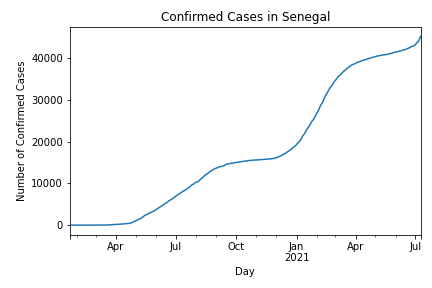 Confirmed Cases in Senegal
Number of Confirmed Cases
40000
30000
20000
10000
0
Apr Jul Oct Jan Apr Jul
2021
Day